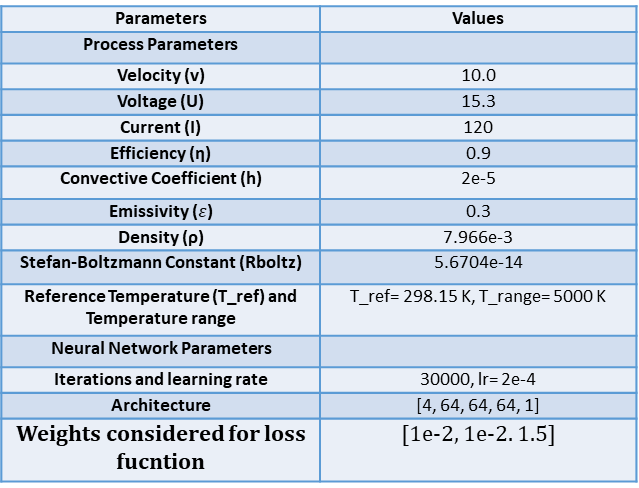 Parameters Values
Process Parameters
Velocity (v) 10.0
Voltage (U) 15.3
Current (I) 120
Efficiency (η) 0.9
Convective Coefficient (h) 2e-5
Emissivity (ε) 0.3
Density (ρ) 7.966e-3
Stefan-Boltzmann Constant (Rboltz) 5.6704e-14
Reference Temperature (T_ref) and T_ref= 298.15 K, T_range= 5000 K
Temperature range
Neural Network Parameters
Iterations and learning rate 30000, lr= 2e-4
Architecture [4, 64, 64, 64, 1]
Weights considered for loss [1e-2, 1e-2. 1.5]
fucntion